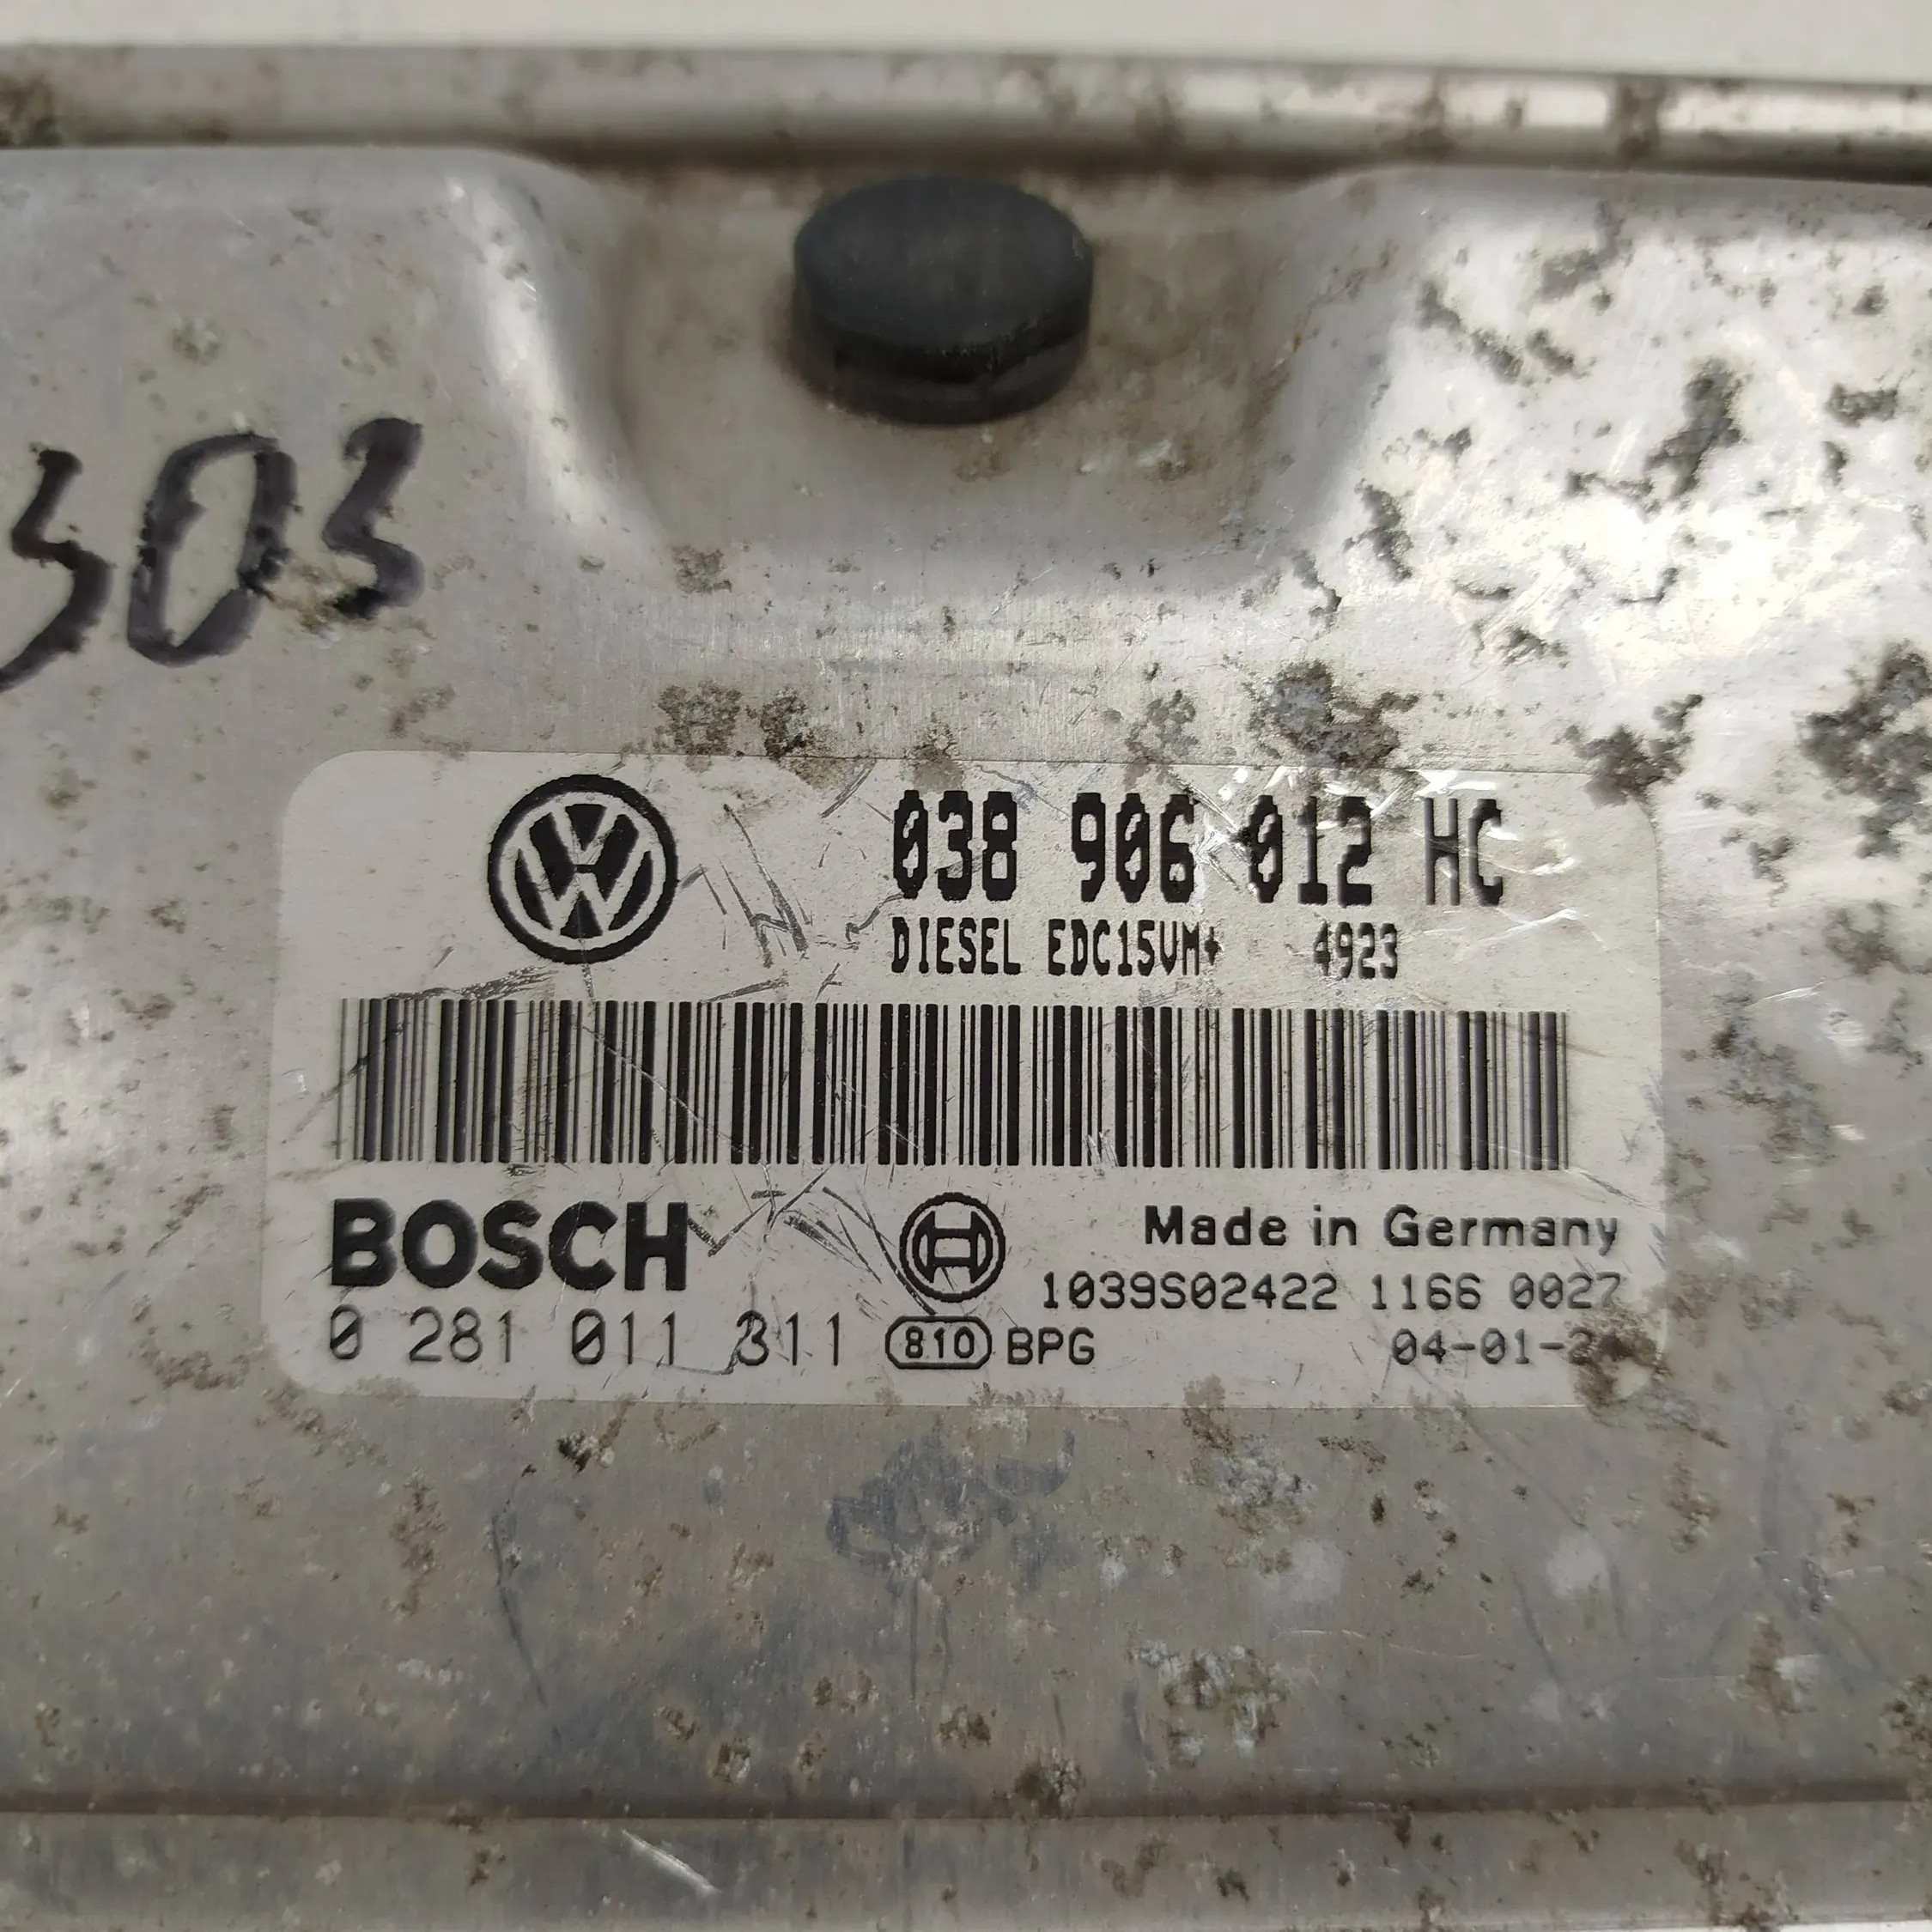 303
038 906 012 HC
DIESEL EDC15VM+ 4923
BOSCH
Made in Germany
1039S02422 1166 0027
0 281 011 311 810 BPG